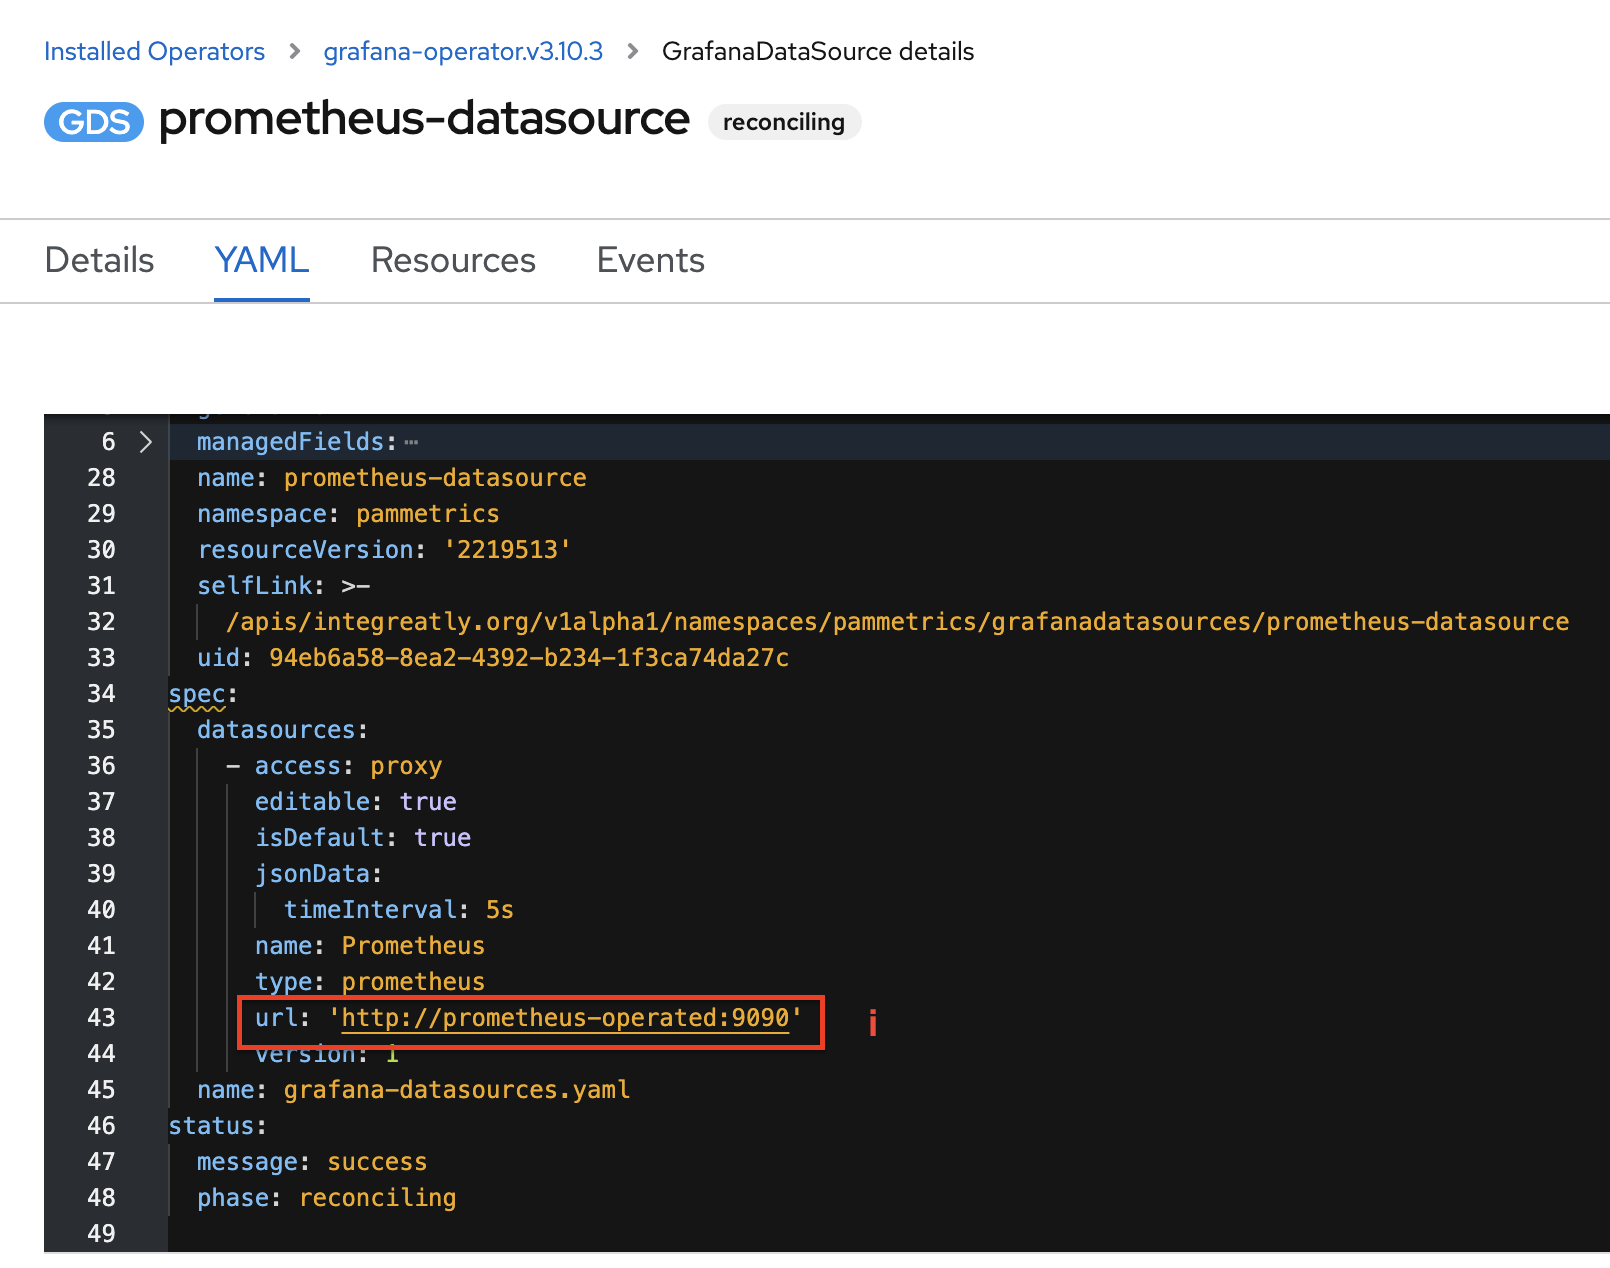 Installed Operators > grafana-operator.v3.10.3 > GrafanaDataSource details
GDS prometheus-datasource reconciling
Details YAML Resources Events
6 > managedFields: ⋯
28 name: prometheus-datasource
29 namespace: pammetrics
30 resourceVersion: '2219513'
31 selfLink: >-
32 /apis/integreatly.org/v1alpha1/namespaces/pammetrics/grafanadatasources/prometheus-datasource
33 uid: 94eb6a58-8ea2-4392-b234-1f3ca74da27c
34 spec:
35 datasources:
36 - access: proxy
37 editable: true
38 isDefault: true
39 jsonData:
40 timeInterval: 5s
41 name: Prometheus
42 type: prometheus
43 url: 'http://prometheus-operated:9090' i
44 version: 1
45 name: grafana-datasources.yaml
46 status:
47 message: success
48 phase: reconciling
49